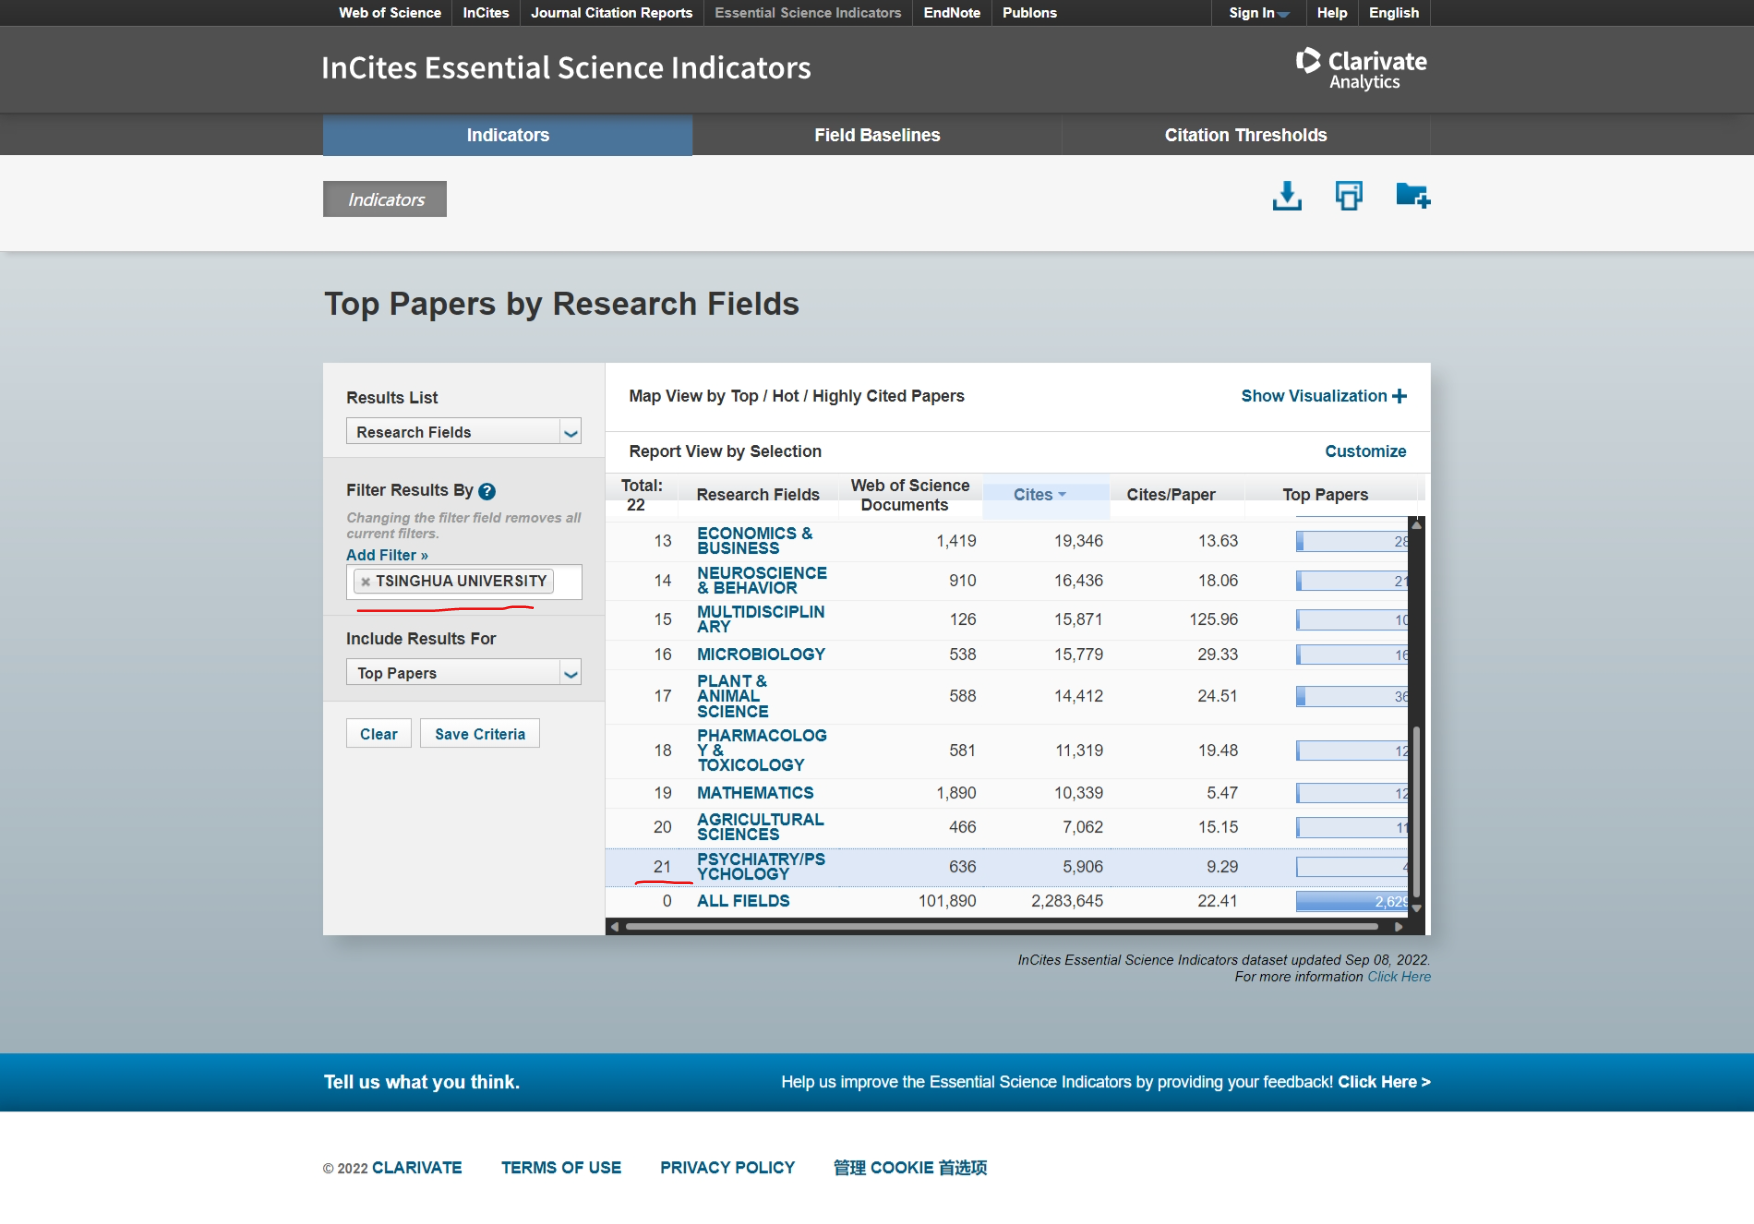 Web of Science InCites Journal Citation Reports Essential Science Indicators EndNote Publons Sign In Help English
InCites Essential Science Indicators
Clarivate
Analytics
Indicators Field Baselines Citation Thresholds
Indicators
Top Papers by Research Fields
Results List
Research Fields
Filter Results By ?
Changing the filter field removes all
current filters.
Add Filter »
× TSINGHUA UNIVERSITY
Include Results For
Top Papers
Clear Save Criteria
Map View by Top / Hot / Highly Cited Papers Show Visualization +
Report View by Selection Customize
Total:
22
Research Fields
Web of Science
Documents
Cites Cites/Paper Top Papers
13 ECONOMICS &
BUSINESS 1,419 19,346 13.63 28
14 NEUROSCIENCE
& BEHAVIOR 910 16,436 18.06 21
15 MULTIDISCIPLIN
ARY 126 15,871 125.96 10
16 MICROBIOLOGY 538 15,779 29.33 16
17 PLANT &
ANIMAL
SCIENCE 588 14,412 24.51 36
18 PHARMACOLOG
Y &
TOXICOLOGY 581 11,319 19.48 12
19 MATHEMATICS 1,890 10,339 5.47 12
20 AGRICULTURAL
SCIENCES 466 7,062 15.15 11
21 PSYCHIATRY/PS
YCHOLOGY 636 5,906 9.29 4
0 ALL FIELDS 101,890 2,283,645 22.41 2,629
InCites Essential Science Indicators dataset updated Sep 08, 2022.
For more information Click Here
Tell us what you think. Help us improve the Essential Science Indicators by providing your feedback! Click Here >
© 2022 CLARIVATE TERMS OF USE PRIVACY POLICY 管理 COOKIE 首选项